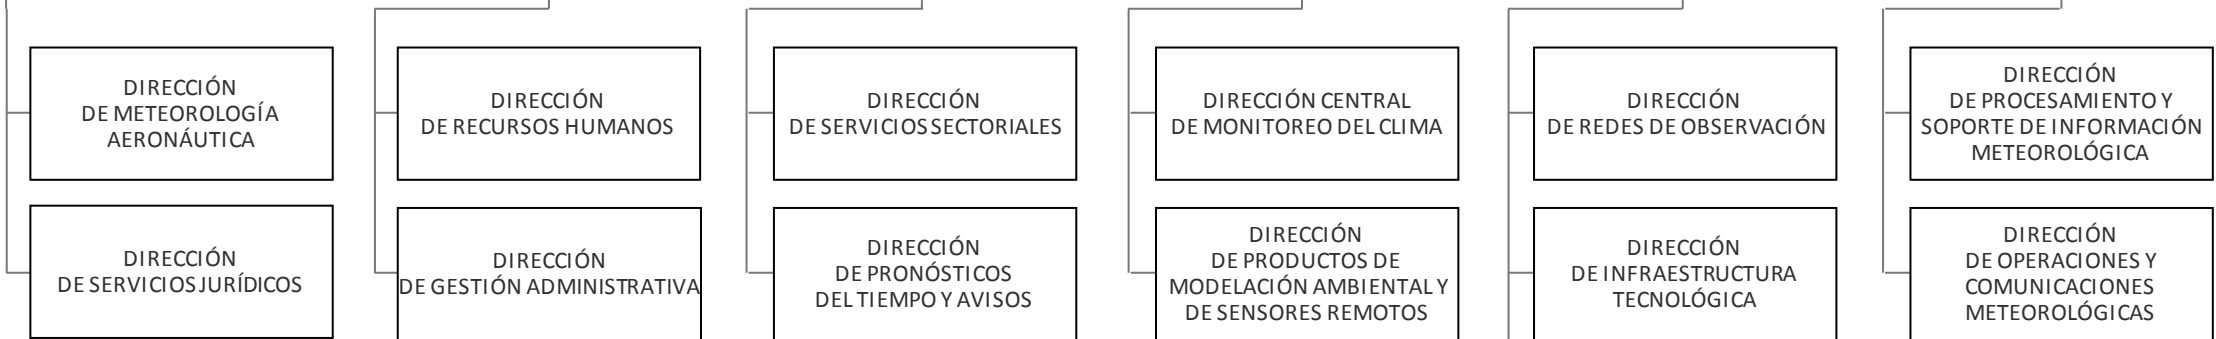 DIRECCIÓN
DE METEOROLOGÍA
AERONÁUTICA
DIRECCIÓN
DE RECURSOS HUMANOS
DIRECCIÓN
DE SERVICIOS SECTORIALES
DIRECCIÓN CENTRAL
DE MONITOREO DEL CLIMA
DIRECCIÓN
DE REDES DE OBSERVACIÓN
DIRECCIÓN
DE PROCESAMIENTO Y
SOPORTE DE INFORMACIÓN
METEOROLÓGICA
DIRECCIÓN
DE SERVICIOS JURÍDICOS
DIRECCIÓN
DE GESTIÓN ADMINISTRATIVA
DIRECCIÓN
DE PRONÓSTICOS
DEL TIEMPO Y AVISOS
DIRECCIÓN
DE PRODUCTOS DE
MODELACIÓN AMBIENTAL Y
DE SENSORES REMOTOS
DIRECCIÓN
DE INFRAESTRUCTURA
TECNOLÓGICA
DIRECCIÓN
DE OPERACIONES Y
COMUNICACIONES
METEOROLÓGICAS